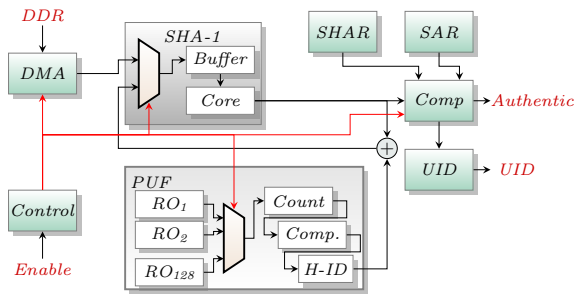 DDR
SHA-1
SHAR
SAR
DMA
Buffer
Core
Comp
Authentic
+
PUF
UID
UID
Control
RO1
Count
RO2
Comp.
RO128
H-ID
Enable